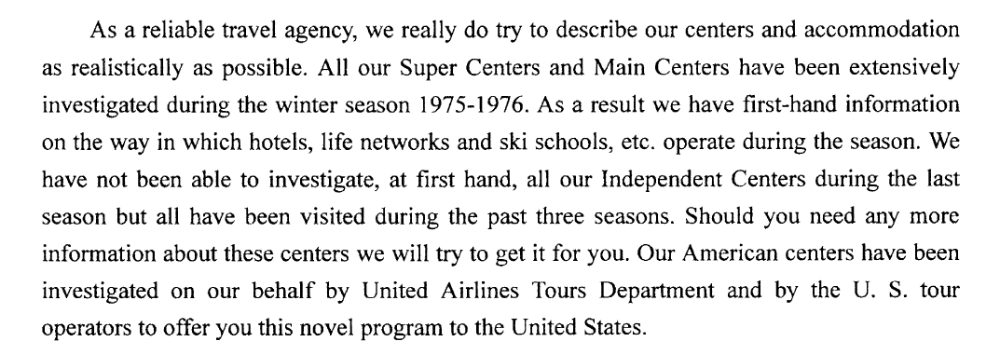 As a reliable travel agency, we really do try to describe our centers and accommodation
as realistically as possible. All our Super Centers and Main Centers have been extensively
investigated during the winter season 1975-1976. As a result we have first-hand information
on the way in which hotels, life networks and ski schools, etc. operate during the season. We
have not been able to investigate, at first hand, all our Independent Centers during the last
season but all have been visited during the past three seasons. Should you need any more
information about these centers we will try to get it for you. Our American centers have been
investigated on our behalf by United Airlines Tours Department and by the U. S. tour
operators to offer you this novel program to the United States.